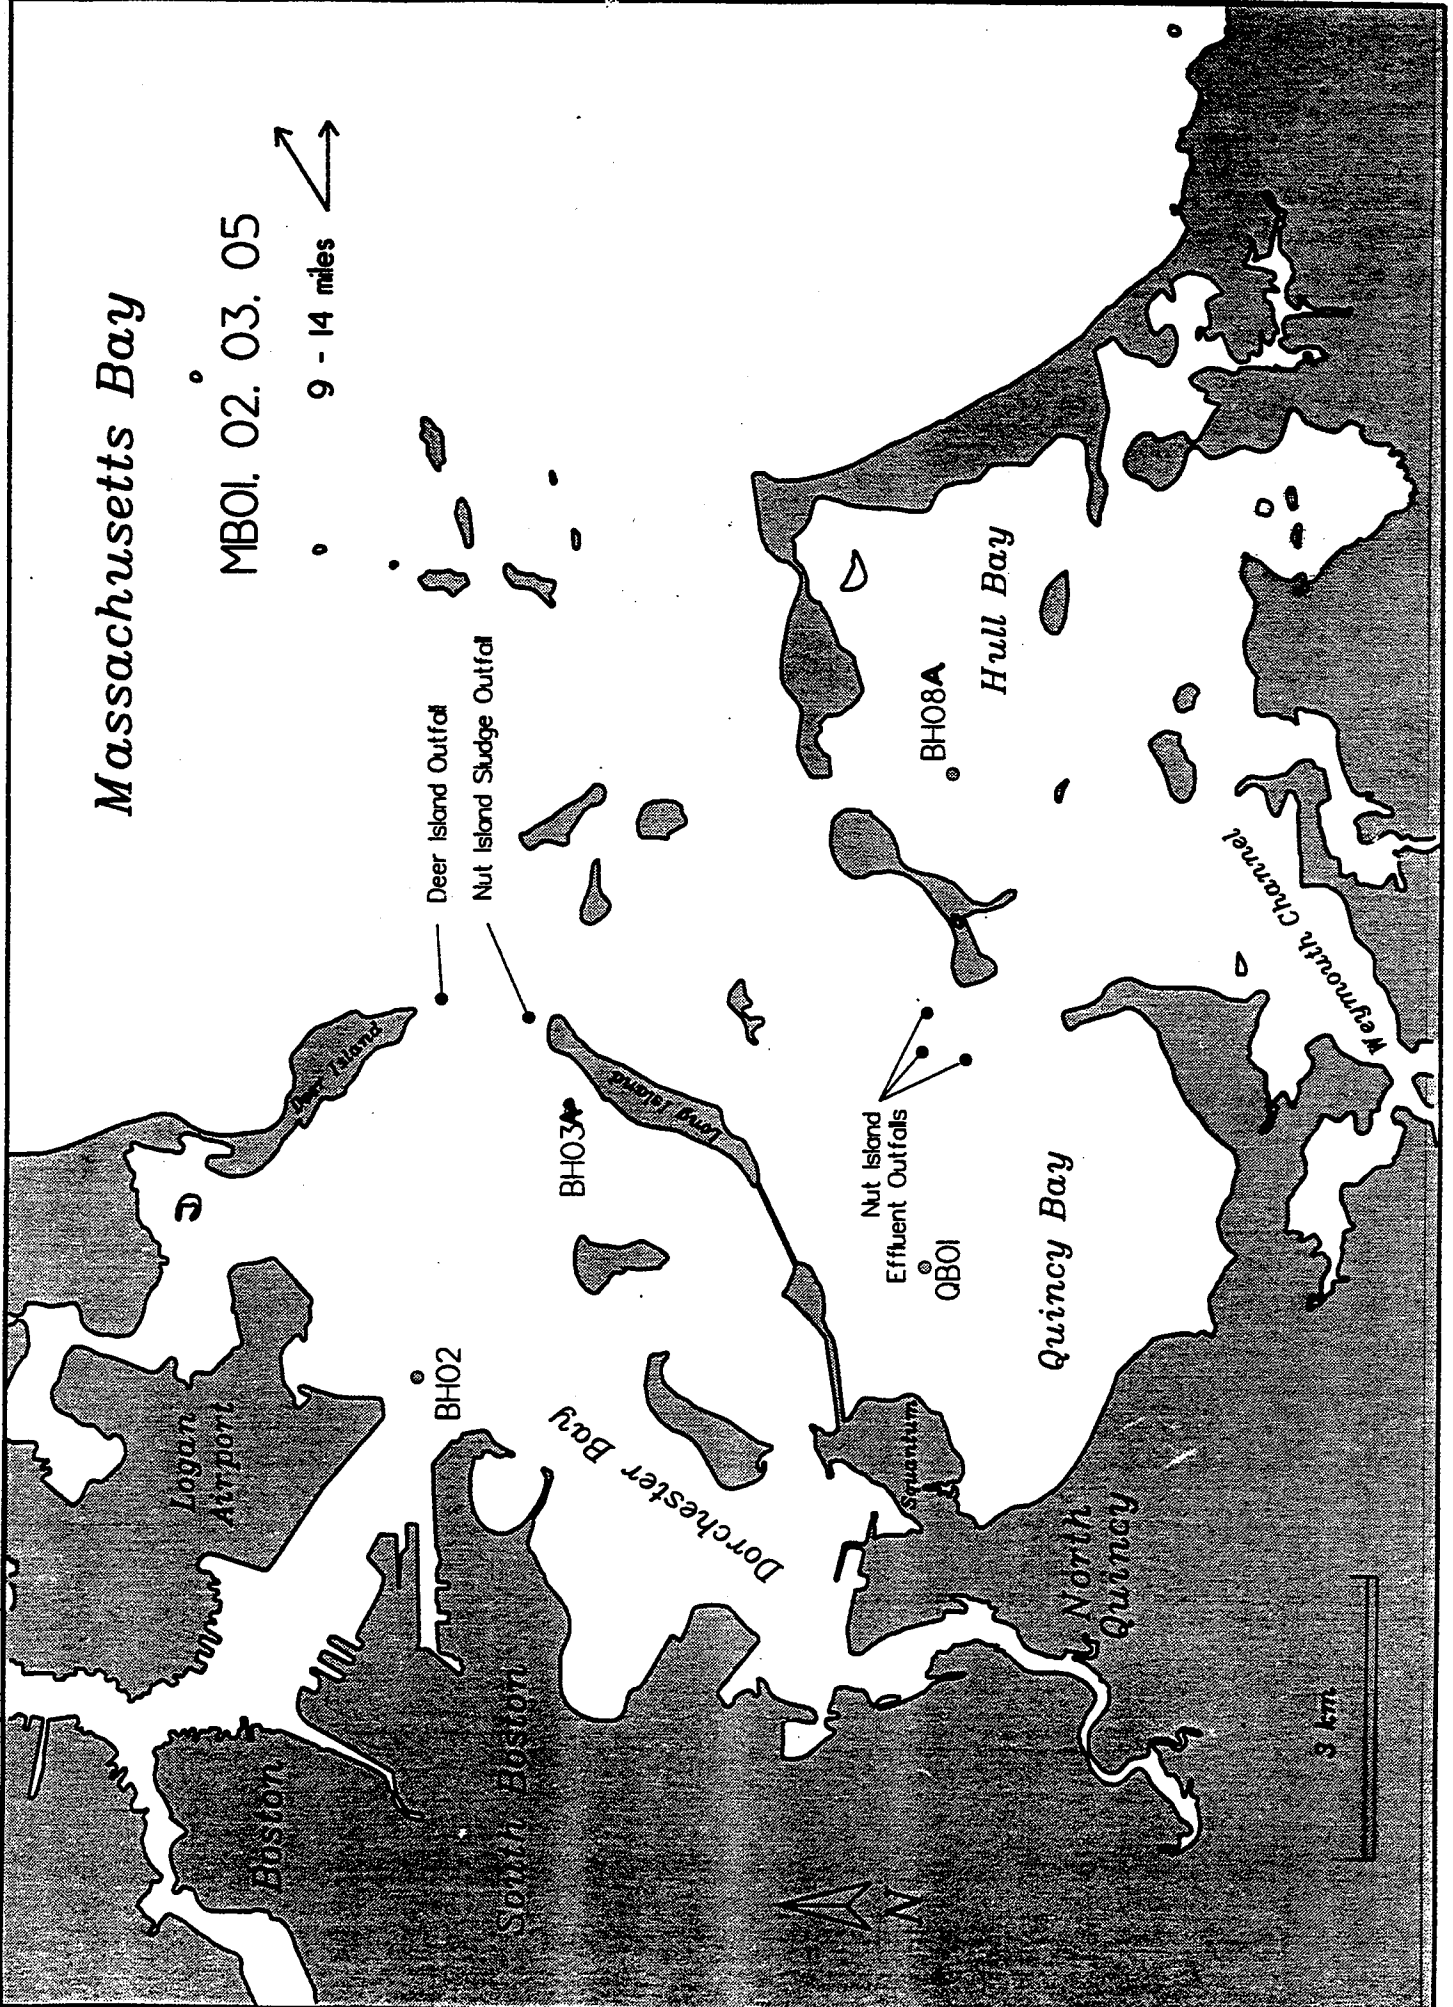 Massachusetts Bay
MB01. 02. 03. 05
9 - 14 miles
Deer Island Outfall
Nut Island Sludge Outfall
Deer Island
Long Island
BH03A
BH02
BH08A
Hull Bay
Nut Island
Effluent Outfalls
QB01
Quincy Bay
Weymouth Channel
Logan
Airport
Dorchester Bay
Squantum
North
Quincy
Boston
South Boston
N
3 km